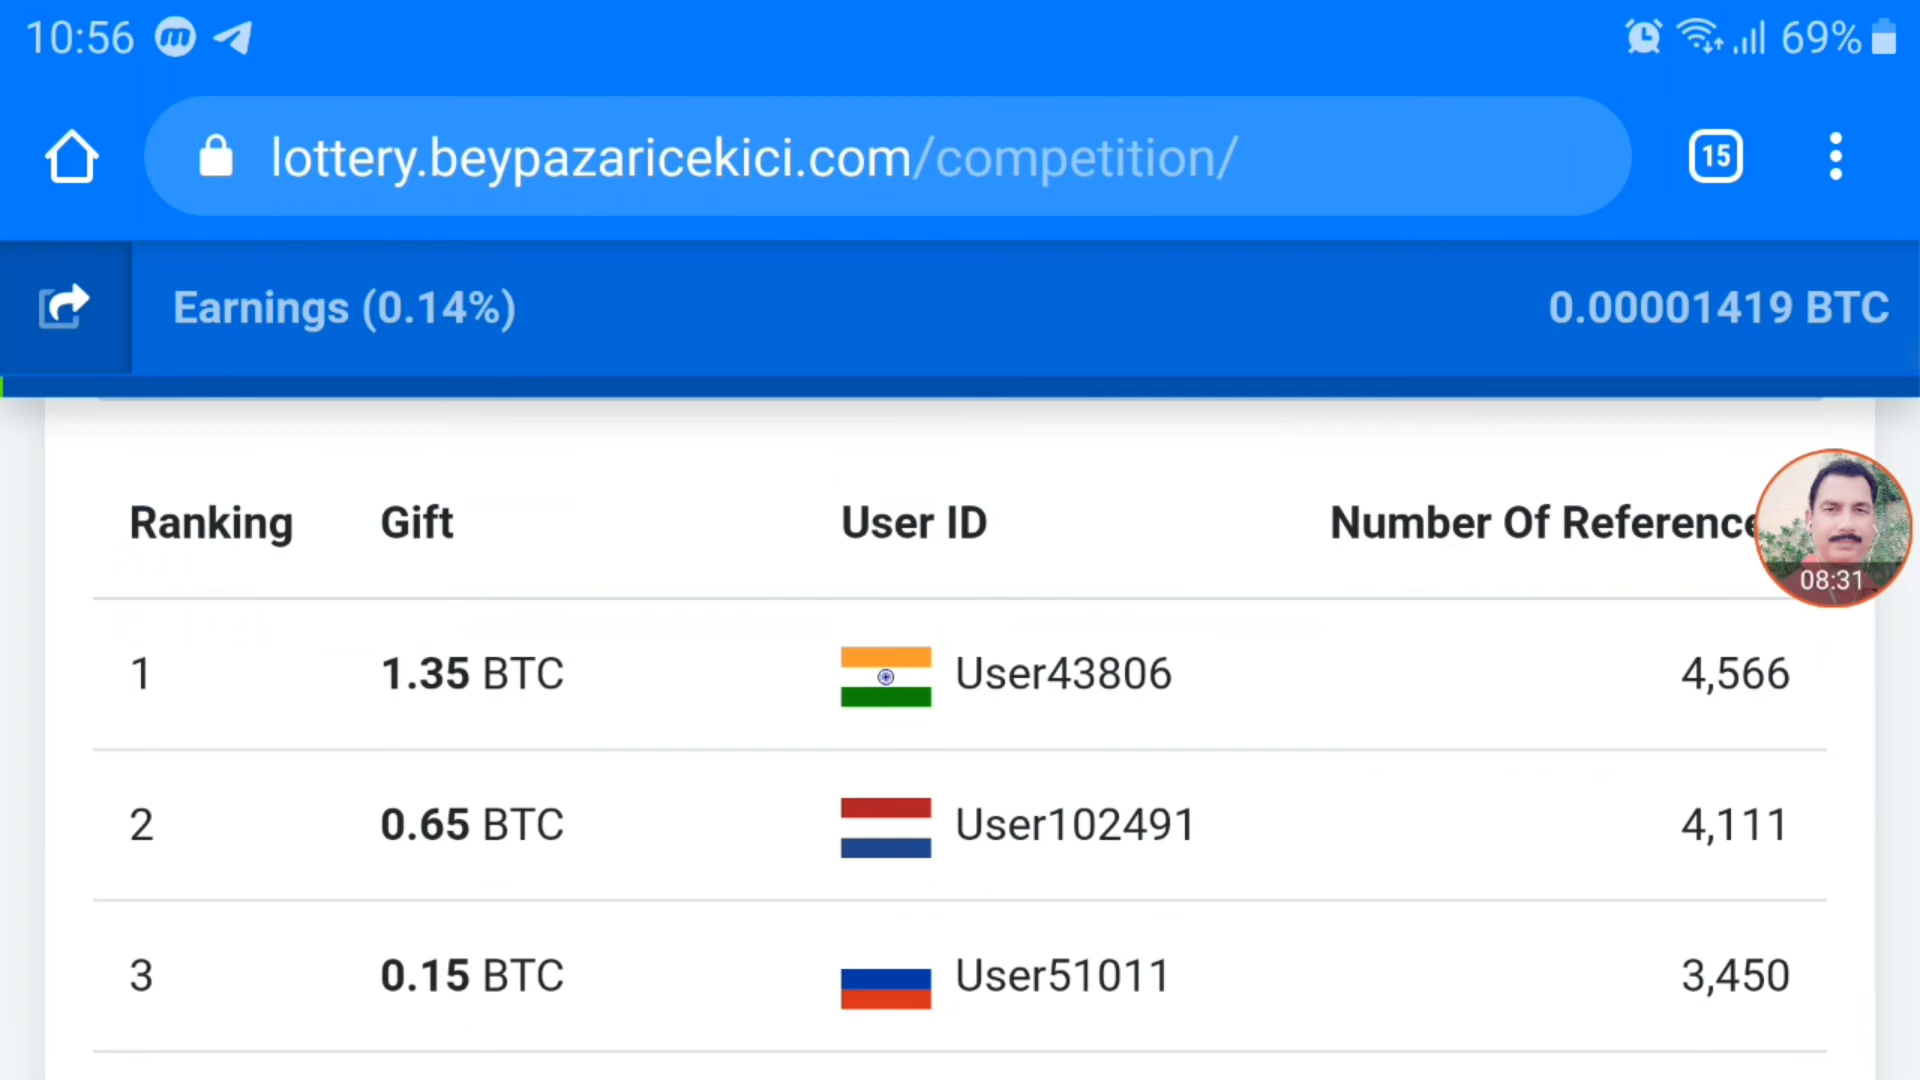 10:56 m 69%
lottery.beypazaricekici.com/competition/ 15
Earnings (0.14%) 0.00001419 BTC
Ranking Gift User ID Number Of Reference
08:31
1 1.35 BTC User43806 4,566
2 0.65 BTC User102491 4,111
3 0.15 BTC User51011 3,450